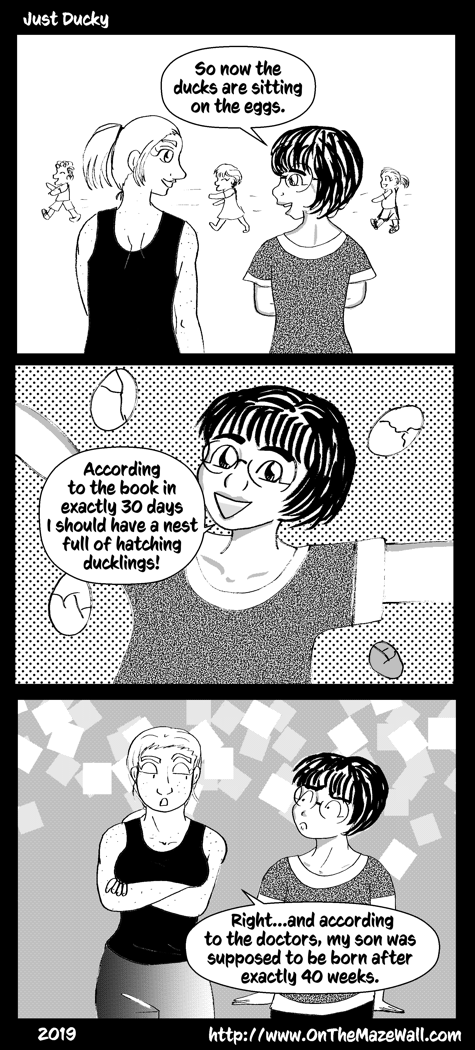 Just Ducky
So now the
ducks are sitting
on the eggs.
According
to the book in
exactly 30 days
I should have a nest
full of hatching
ducklings!
Right...and according
to the doctors, my son was
supposed to be born after
exactly 40 weeks.
2019 http://www.OnTheMazeWall.com